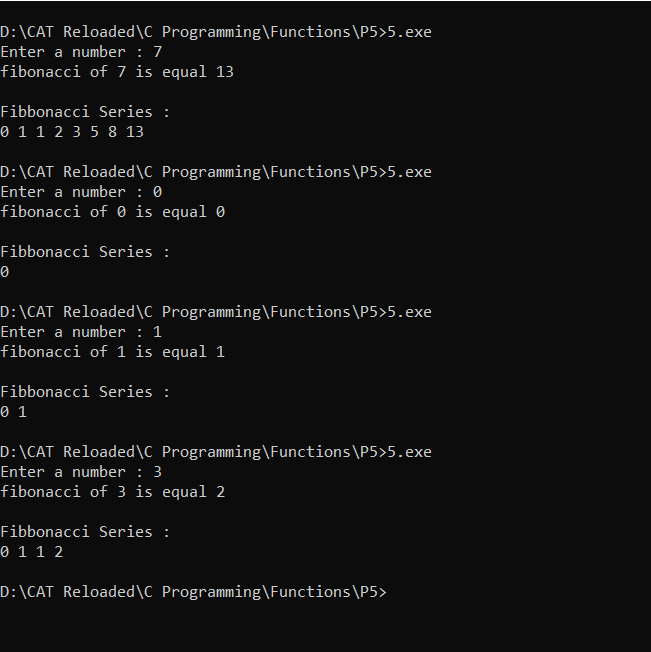 D:\CAT Reloaded\C Programming\Functions\P5>5.exe
Enter a number : 7
fibonacci of 7 is equal 13
Fibbonacci Series :
0 1 1 2 3 5 8 13
D:\CAT Reloaded\C Programming\Functions\P5>5.exe
Enter a number : 0
fibonacci of 0 is equal 0
Fibbonacci Series :
0
D:\CAT Reloaded\C Programming\Functions\P5>5.exe
Enter a number : 1
fibonacci of 1 is equal 1
Fibbonacci Series :
0 1
D:\CAT Reloaded\C Programming\Functions\P5>5.exe
Enter a number : 3
fibonacci of 3 is equal 2
Fibbonacci Series :
0 1 1 2
D:\CAT Reloaded\C Programming\Functions\P5>